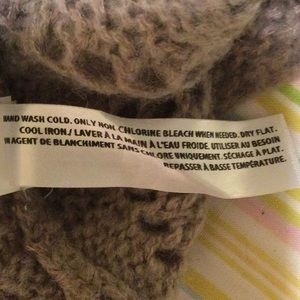 HAND WASH COLD. ONLY NON CHLORINE BLEACH WHEN NEEDED. DRY FLAT.
COOL IRON./ LAVER À LA MAIN À L'EAU FROIDE. UTILISER AU BESOIN
UN AGENT DE BLANCHIMENT SANS CHLORE UNIQUEMENT. SÉCHAGE À PLAT.
REPASSER À BASSE TEMPÉRATURE.